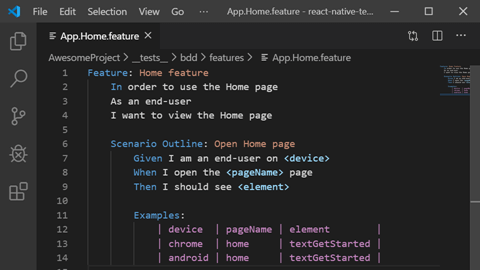 File Edit Selection View Go ··· App.Home.feature - react-native-te...
App.Home.feature
AwesomeProject > __tests__ > bdd > features > App.Home.feature
1 Feature: Home feature
2 In order to use the Home page
3 As an end-user
4 I want to view the Home page
5
6 Scenario Outline: Open Home page
7 Given I am an end-user on <device>
8 When I open the <pageName> page
9 Then I should see <element>
10
11 Examples:
12 | device | pageName | element |
13 | chrome | home | textGetStarted |
14 | android | home | textGetStarted |